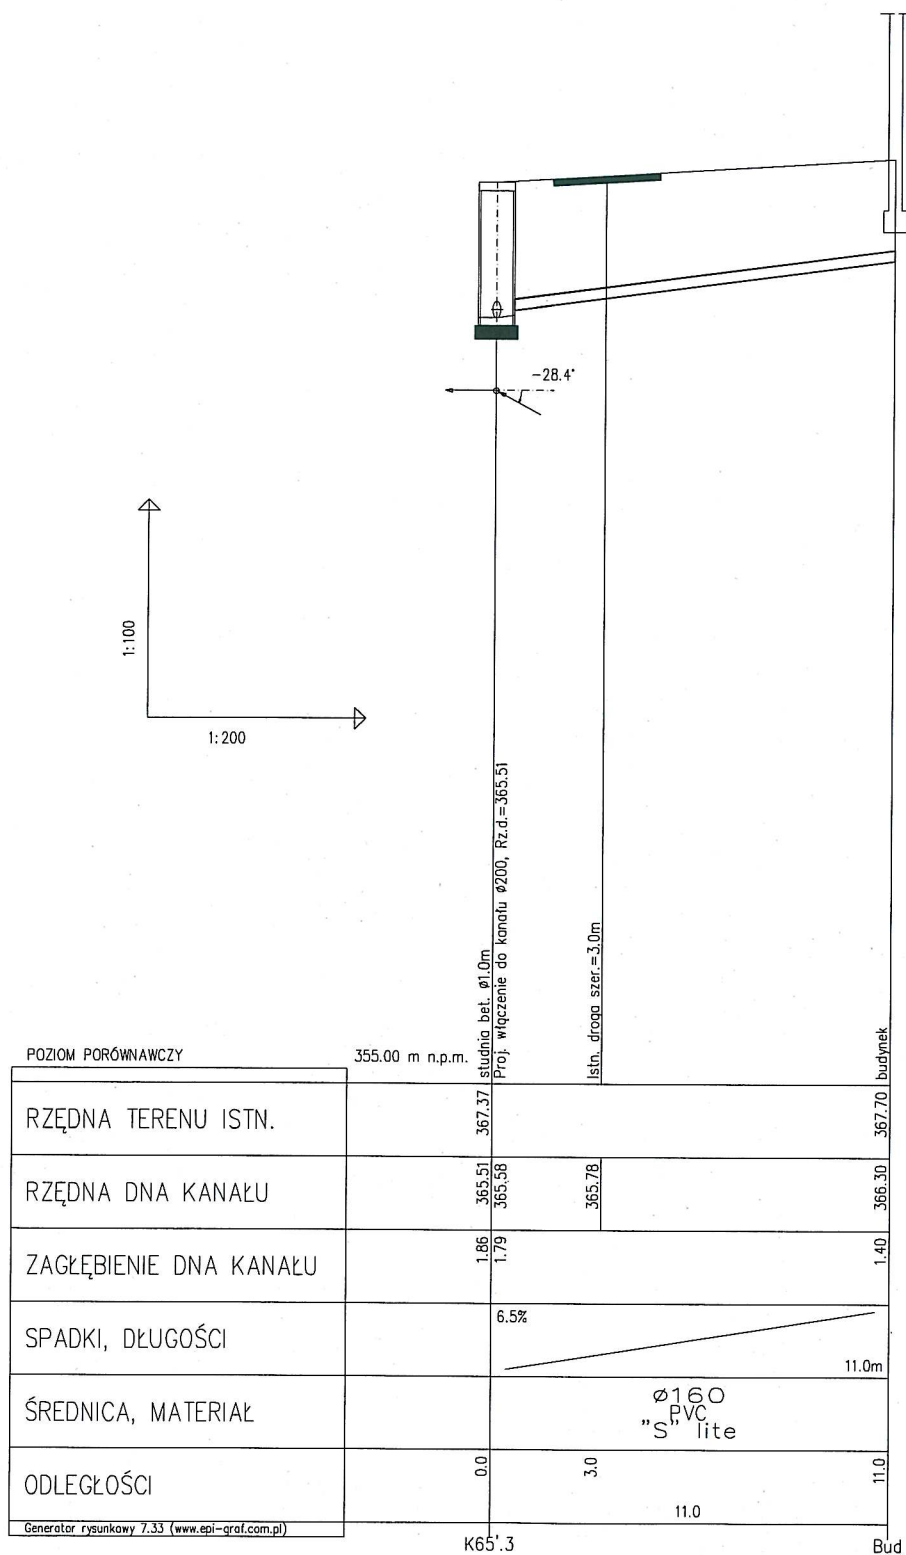 -28.4°
1:100
1:200
studnia bet. ø1.0m
Proj. włączenie do kanału ø200, Rz.d.=365.51
Istn. droga szer.=3.0m
budynek
POZIOM PORÓWNAWCZY 355.00 m n.p.m.
RZĘDNA TERENU ISTN. 367.37 367.70
RZĘDNA DNA KANAŁU 365.51 365.58 365.78 366.30
ZAGŁĘBIENIE DNA KANAŁU 1.86 1.79 1.40
SPADKI, DŁUGOŚCI 6.5% 11.0m
ŚREDNICA, MATERIAŁ ø160
PVC
"S" lite
ODLEGŁOŚCI 0.0 3.0 11.0
11.0
Generator rysunkowy 7.33 (www.epi-graf.com.pl)
K65'.3 Bud